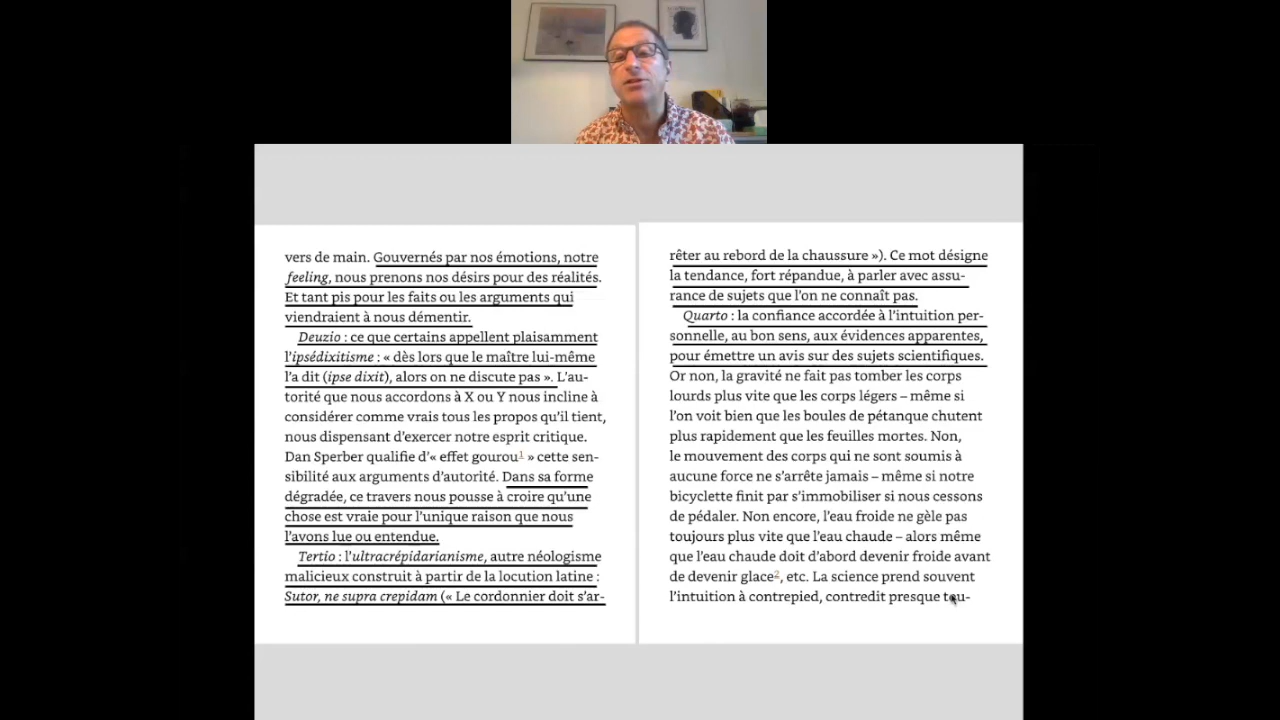 vers de main. Gouvernés par nos émotions, notre
feeling, nous prenons nos désirs pour des réalités.
Et tant pis pour les faits ou les arguments qui
viendraient à nous démentir.
Deuzio : ce que certains appellent plaisamment
l’ipsédixitisme : « dès lors que le maître lui-même
l’a dit (ipse dixit), alors on ne discute pas ». L’au-
torité que nous accordons à X ou Y nous incline à
considérer comme vrais tous les propos qu’il tient,
nous dispensant d’exercer notre esprit critique.
Dan Sperber qualifie d’« effet gourou1 » cette sen-
sibilité aux arguments d’autorité. Dans sa forme
dégradée, ce travers nous pousse à croire qu’une
chose est vraie pour l’unique raison que nous
l’avons lue ou entendue.
Tertio : l’ultracrépidarianisme, autre néologisme
malicieux construit à partir de la locution latine :
Sutor, ne supra crepidam (« Le cordonnier doit s’ar-
rêter au rebord de la chaussure »). Ce mot désigne
la tendance, fort répandue, à parler avec assu-
rance de sujets que l’on ne connaît pas.
Quarto : la confiance accordée à l’intuition per-
sonnelle, au bon sens, aux évidences apparentes,
pour émettre un avis sur des sujets scientifiques.
Or non, la gravité ne fait pas tomber les corps
lourds plus vite que les corps légers – même si
l’on voit bien que les boules de pétanque chutent
plus rapidement que les feuilles mortes. Non,
le mouvement des corps qui ne sont soumis à
aucune force ne s’arrête jamais – même si notre
bicyclette finit par s’immobiliser si nous cessons
de pédaler. Non encore, l’eau froide ne gèle pas
toujours plus vite que l’eau chaude – alors même
que l’eau chaude doit d’abord devenir froide avant
de devenir glace2, etc. La science prend souvent
l’intuition à contrepied, contredit presque tou-